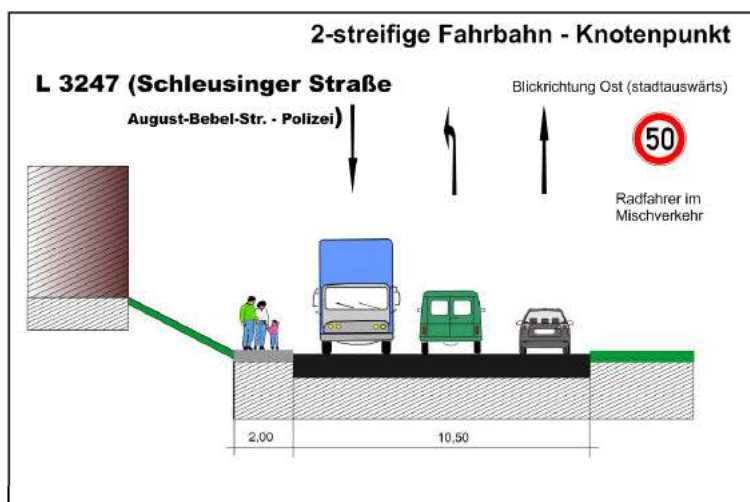 2-streifige Fahrbahn - Knotenpunkt
L 3247 (Schleusinger Straße
August-Bebel-Str. - Polizei)
Blickrichtung Ost (stadtauswärts)
50
Radfahrer im
Mischverkehr
2,00
10,50